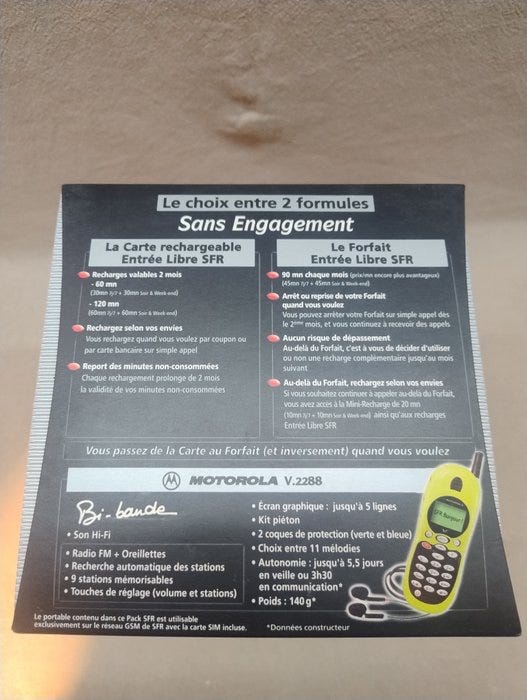 Le choix entre 2 formules
Sans Engagement
La Carte rechargeable
Entrée Libre SFR
Recharges valables 2 mois
- 60 mn
(30mn 7j/7 + 30mn Soir & Week-end)
- 120 mn
(60mn 7j/7 + 60mn Soir & Week-end)
Rechargez selon vos envies
Vous rechargez quand vous voulez par coupon ou
par carte bancaire sur simple appel
Report des minutes non-consommées
Chaque rechargement prolonge de 2 mois
la validité de vos minutes non-consommées
Le Forfait
Entrée Libre SFR
90 mn chaque mois (prix/mn encore plus avantageux)
(45mn 7j/7 + 45mn Soir & Week-end)
Arrêt ou reprise de votre Forfait
quand vous voulez
Vous pouvez arrêter votre Forfait sur simple appel dès
le 2ème mois, et vous continuez à recevoir des appels
Aucun risque de dépassement
Au-delà du Forfait, c'est à vous de décider d'utiliser
ou non une recharge complémentaire jusqu'au mois
suivant
Au-delà du Forfait, rechargez selon vos envies
Si vous souhaitez continuer à appeler au-delà du Forfait,
vous avez accès à la Mini-Recharge de 20 mn
(10mn 7j/7 + 10mn Soir & Week-end) ainsi qu'aux recharges
Entrée Libre SFR
Vous passez de la Carte au Forfait (et inversement) quand vous voulez
MOTOROLA V.2288
Bi-bande
• Son Hi-Fi
• Radio FM + Oreillettes
• Recherche automatique des stations
• 9 stations mémorisables
• Touches de réglage (volume et stations)
• Écran graphique : jusqu'à 5 lignes
• Kit piéton
• 2 coques de protection (verte et bleue)
• Choix entre 11 mélodies
• Autonomie : jusqu'à 5,5 jours
en veille ou 3h30
en communication*
• Poids : 140 g*
SFR Bonjour !
Le portable contenu dans ce Pack SFR est utilisable
exclusivement sur le réseau GSM de SFR avec la carte SIM incluse.
*Données constructeur